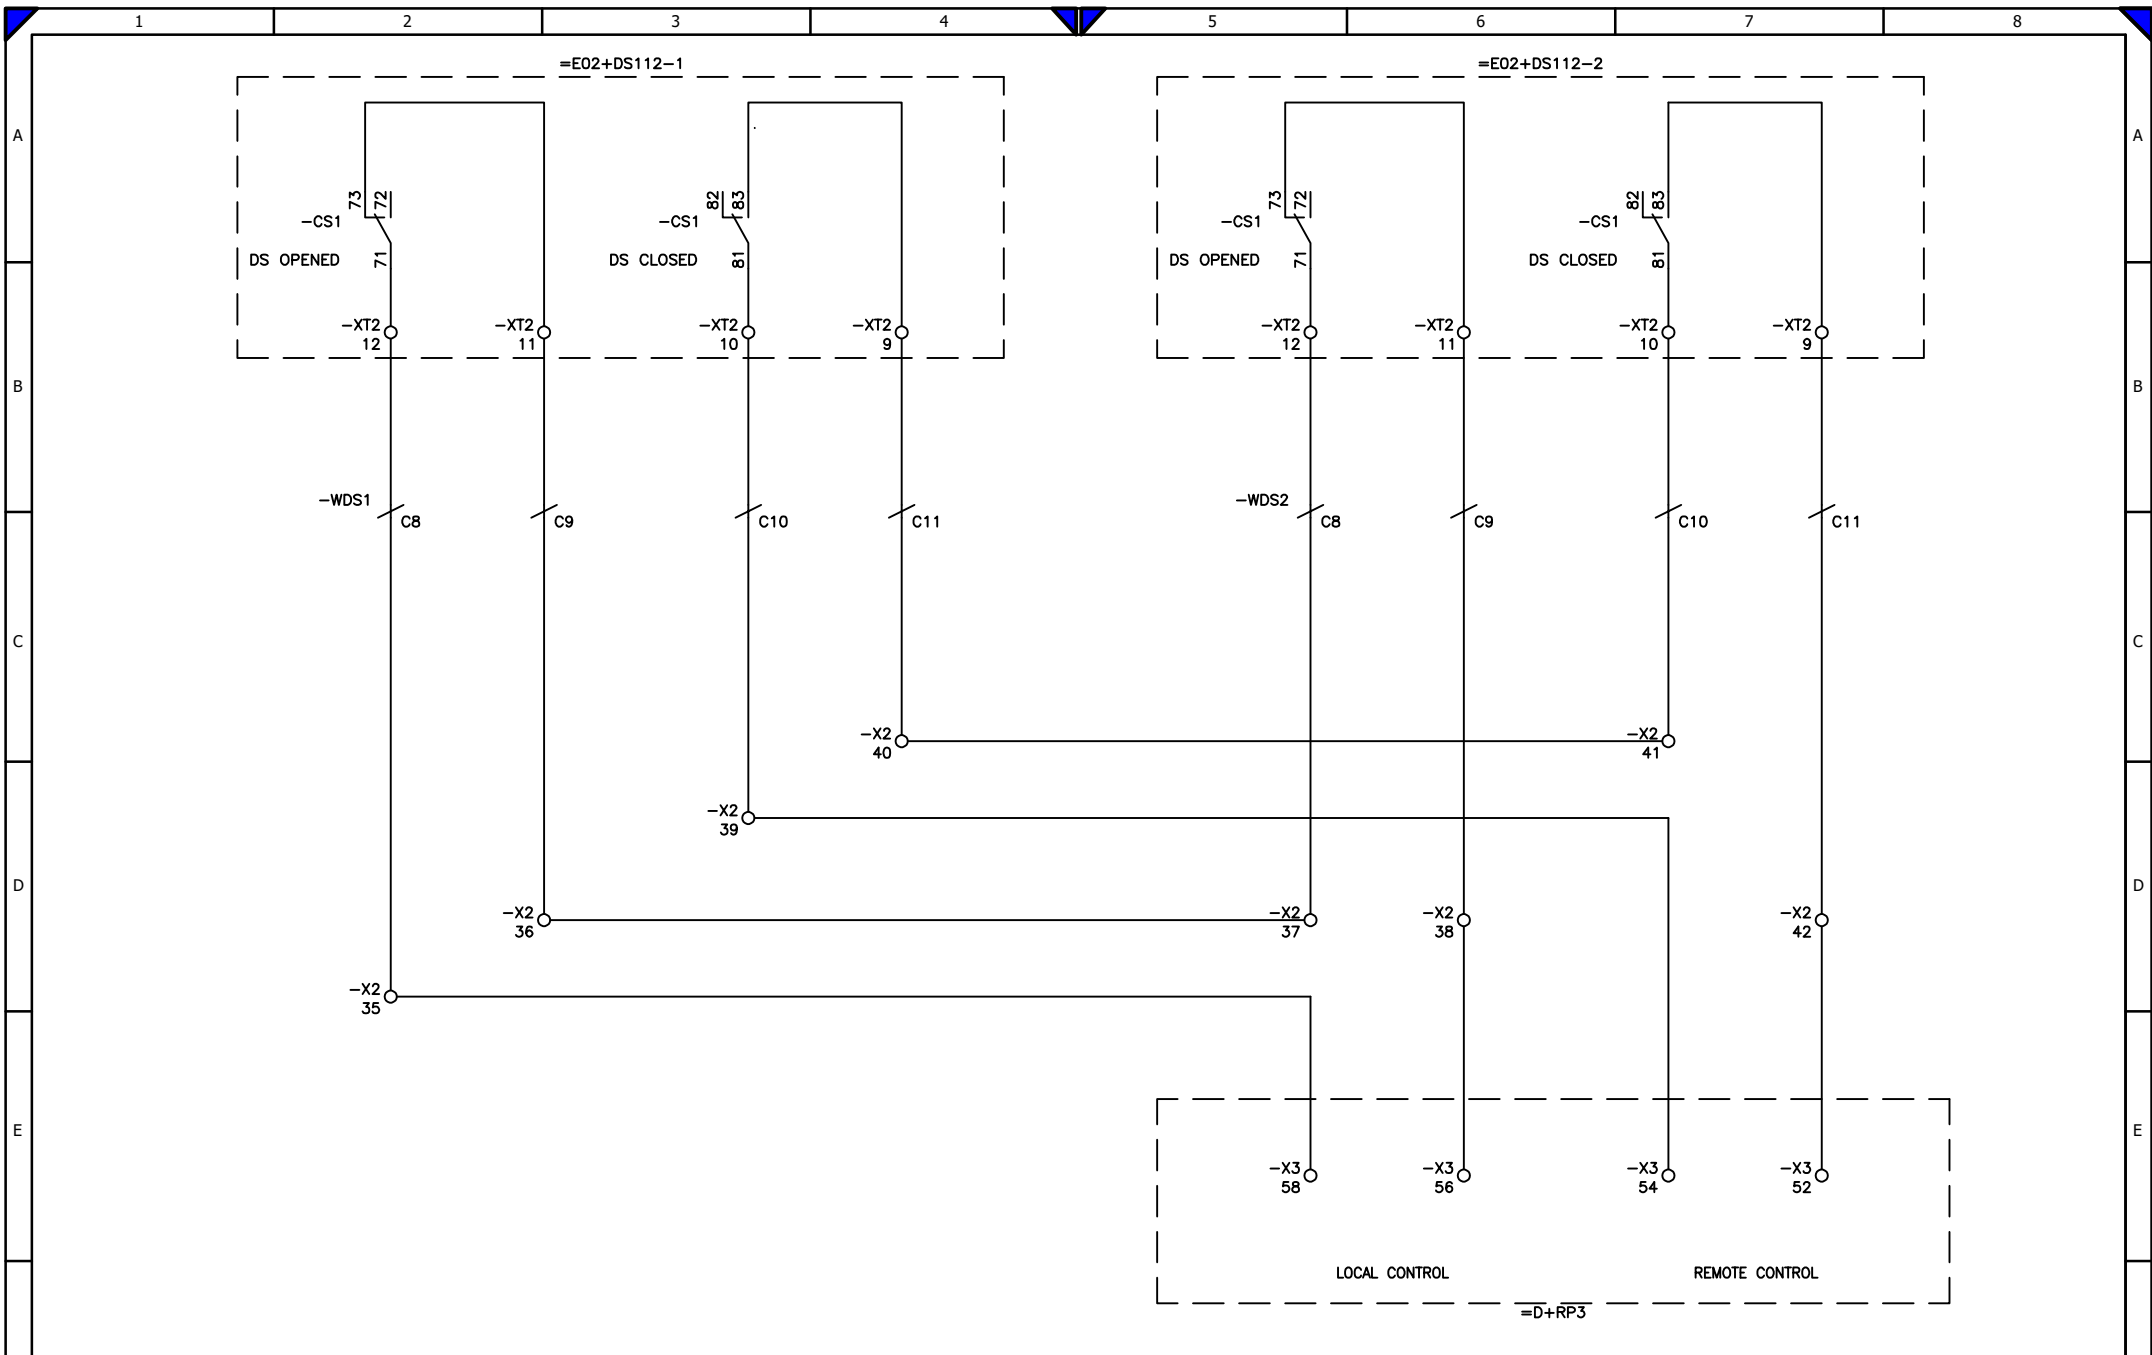 1 2 3 4 5 6 7 8
=E02+DS112-1 =E02+DS112-2
A A
73 72 82 83 73 72 82 83
-CS1 -CS1 -CS1 -CS1
DS OPENED 71 DS CLOSED 81 DS OPENED 71 DS CLOSED 81
-XT2 -XT2 -XT2 -XT2 -XT2 -XT2 -XT2 -XT2
12 11 10 9 12 11 10 9
B B
-WDS1 -WDS2
C8 C9 C10 C11 C8 C9 C10 C11
C C
-X2 -X2
40 41
-X2
39
D D
-X2 -X2 -X2 -X2
36 37 38 42
-X2
35
E E
-X3 -X3 -X3 -X3
58 56 54 52
LOCAL CONTROL REMOTE CONTROL
=D+RP3